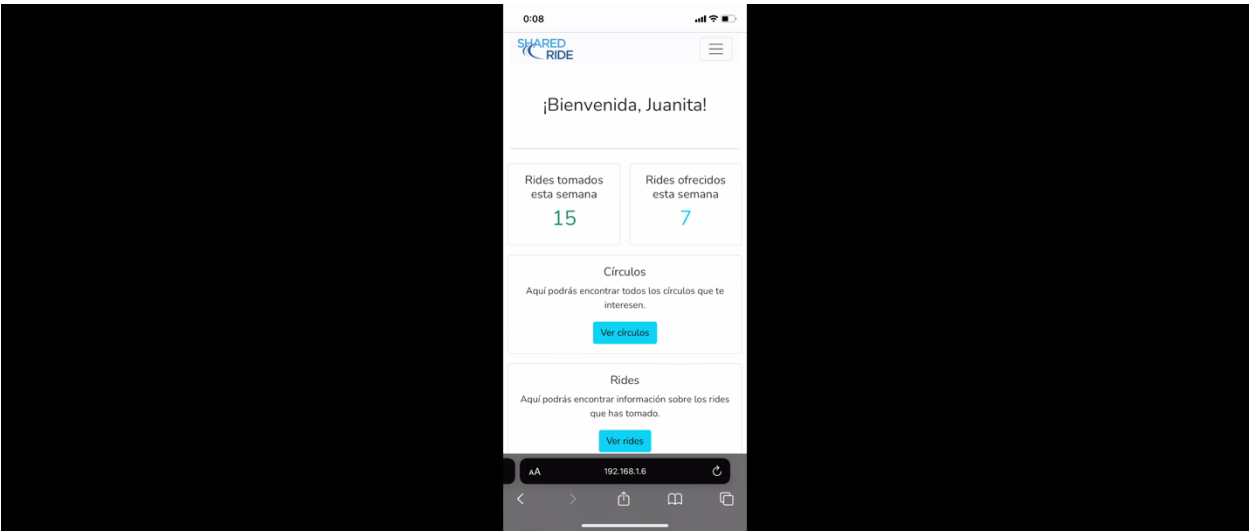 0:08
SHARED
RIDE
¡Bienvenida, Juanita!
Rides tomados
esta semana
15
Rides ofrecidos
esta semana
7
Círculos
Aquí podrás encontrar todos los círculos que te
interesen.
Ver círculos
Rides
Aquí podrás encontrar información sobre los rides
que has tomado.
Ver rides
AA
192.168.1.6